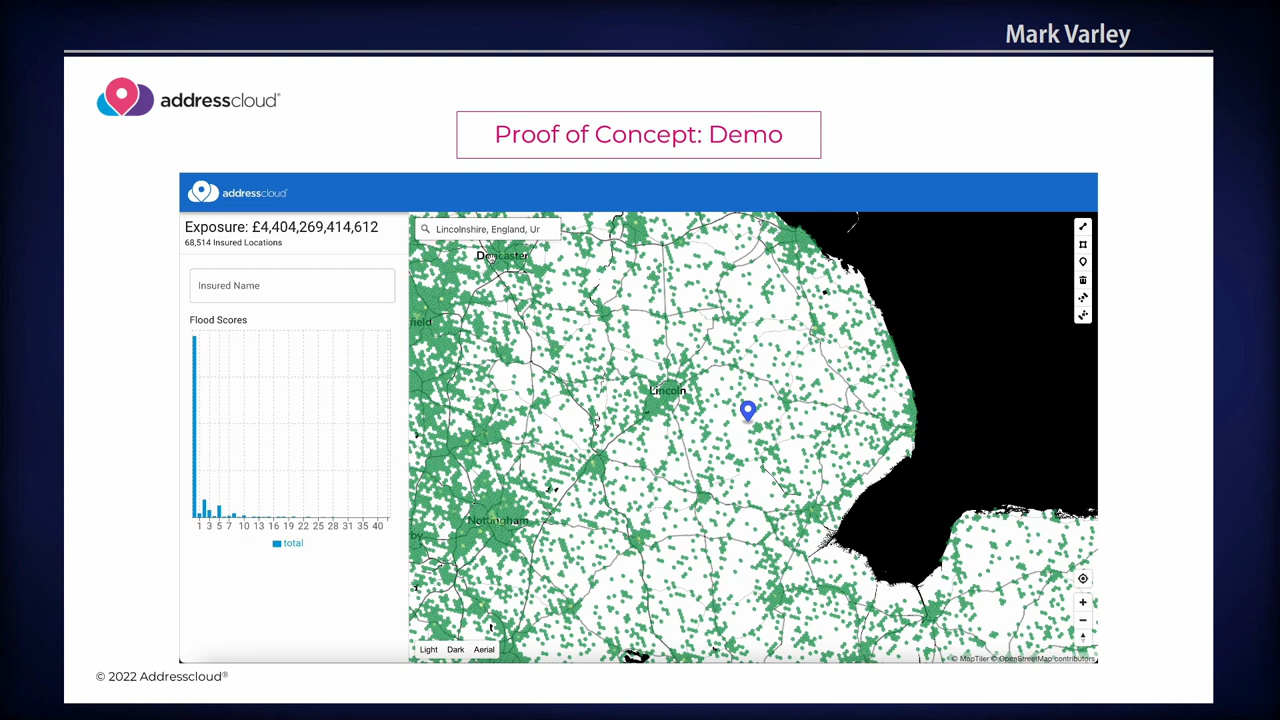 Mark Varley
addresscloud®
Proof of Concept: Demo
addresscloud®
Exposure: £4,404,269,414,612
68,514 Insured Locations
Insured Name
Flood Scores
1 3 5 7 10 13 16 19 22 25 28 31 35 40
total
Lincolnshire, England, Ur
Doncaster
field
Lincoln
Nottingham
by
Light Dark Aerial
© MapTiler © OpenStreetMap contributors
© 2022 Addresscloud®